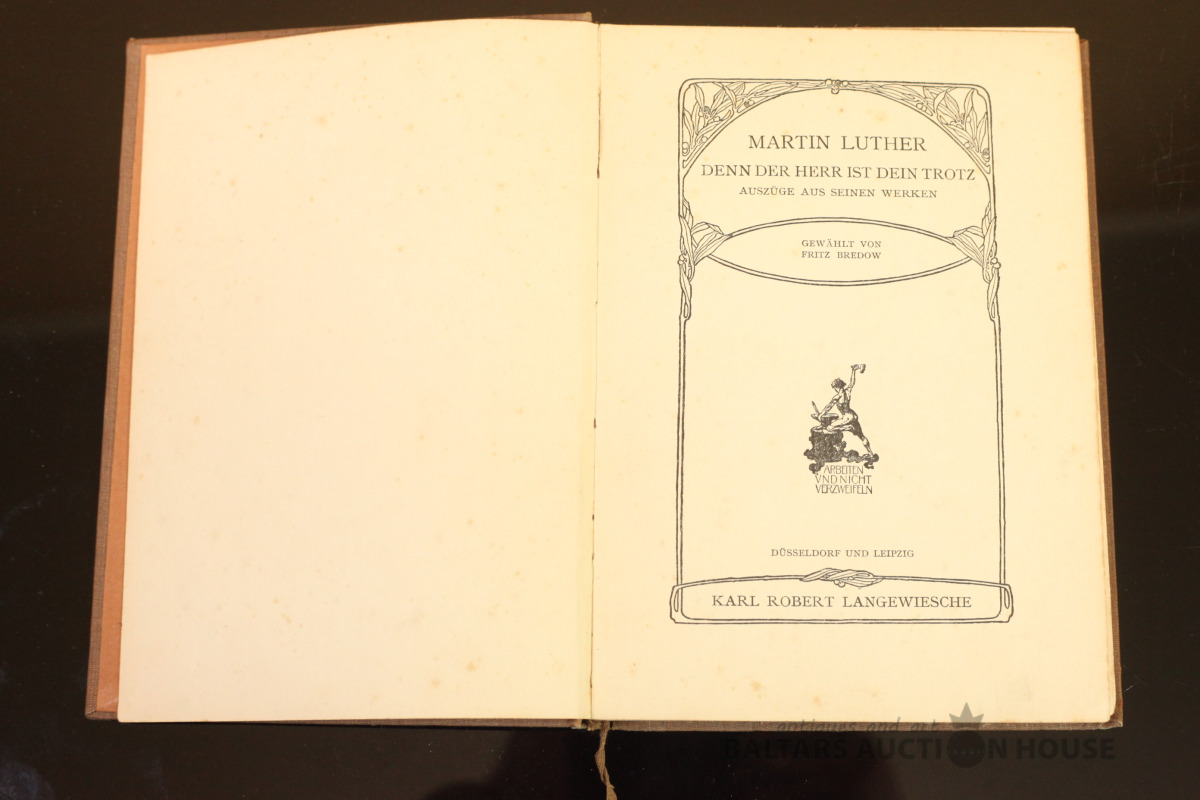 MARTIN LUTHER
DENN DER HERR IST DEIN TROTZ
AUSZÜGE AUS SEINEN WERKEN
GEWÄHLT VON
FRITZ BREDOW
ARBEITEN
VND NICHT
VERZWEIFELN
DÜSSELDORF UND LEIPZIG
KARL ROBERT LANGEWIESCHE
antiques and art
BALTARS AUCTION HOUSE